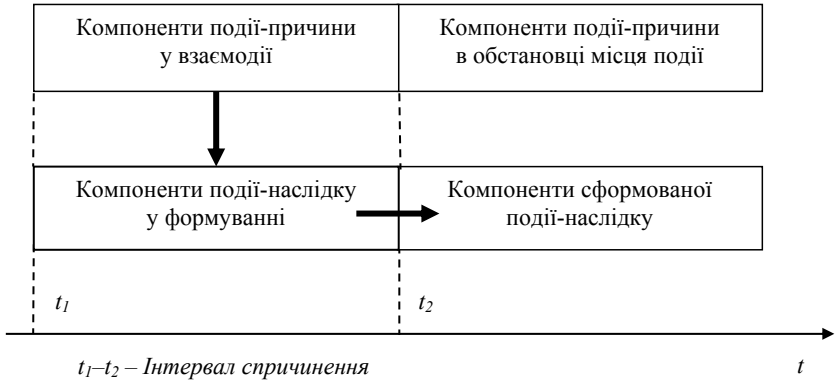 Компоненти події-причини
у взаємодії
Компоненти події-причини
в обстановці місця події
Компоненти події-наслідку
у формуванні
Компоненти сформованої
події-наслідку
t1
t2
t1–t2 – Інтервал спричинення
t